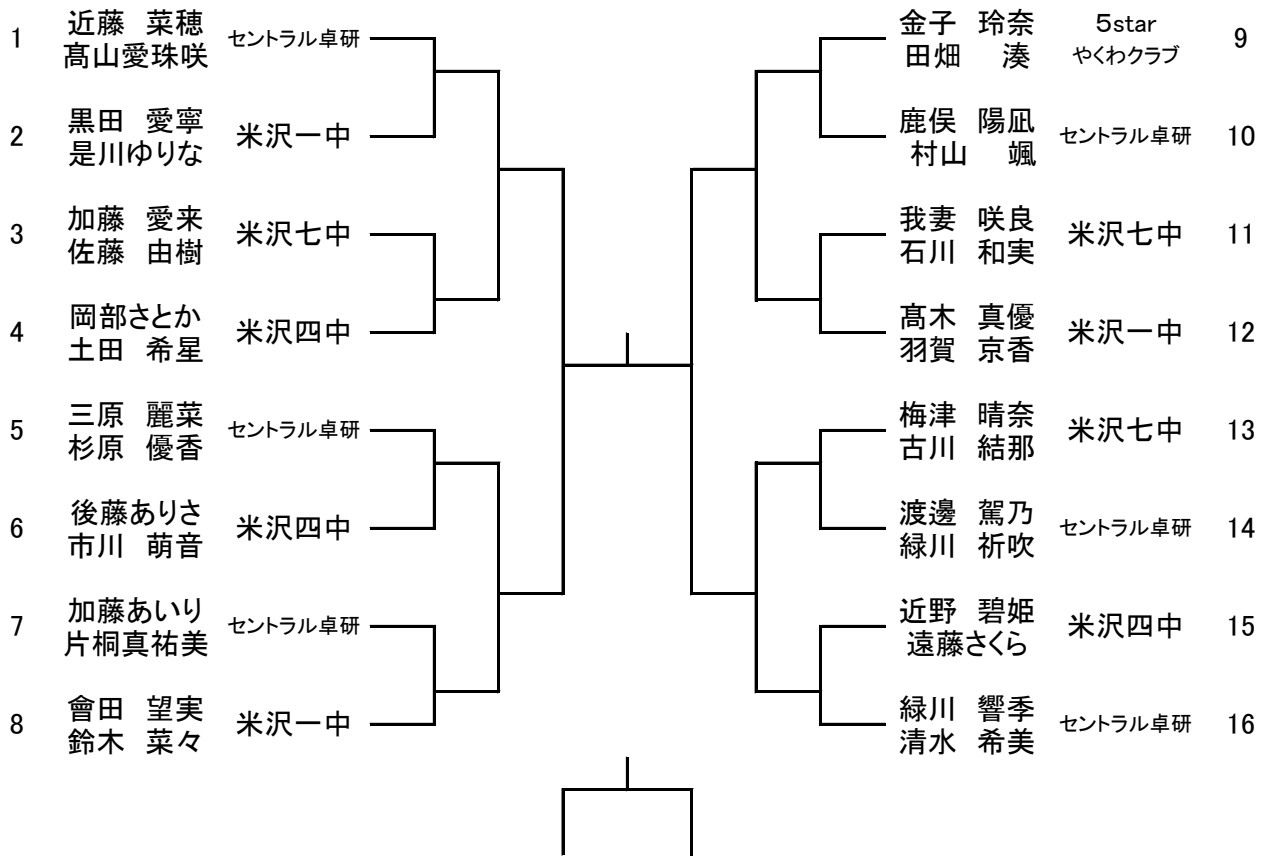 1 近藤 菜穂 セントラル卓研
髙山愛珠咲
2 黒田 愛寧 米沢一中
是川ゆりな
3 加藤 愛来 米沢七中
佐藤 由樹
4 岡部さとか 米沢四中
土田 希星
5 三原 麗菜 セントラル卓研
杉原 優香
6 後藤ありさ 米沢四中
市川 萌音
7 加藤あいり セントラル卓研
片桐真祐美
8 會田 望実 米沢一中
鈴木 菜々
金子 玲奈 5star 9
田畑 湊 やくわクラブ
鹿俣 陽凪 セントラル卓研 10
村山 颯
我妻 咲良 米沢七中 11
石川 和実
髙木 真優 米沢一中 12
羽賀 京香
梅津 晴奈 米沢七中 13
古川 結那
渡邊 駕乃 セントラル卓研 14
緑川 祈吹
近野 碧姫 米沢四中 15
遠藤さくら
緑川 響季 セントラル卓研 16
清水 希美